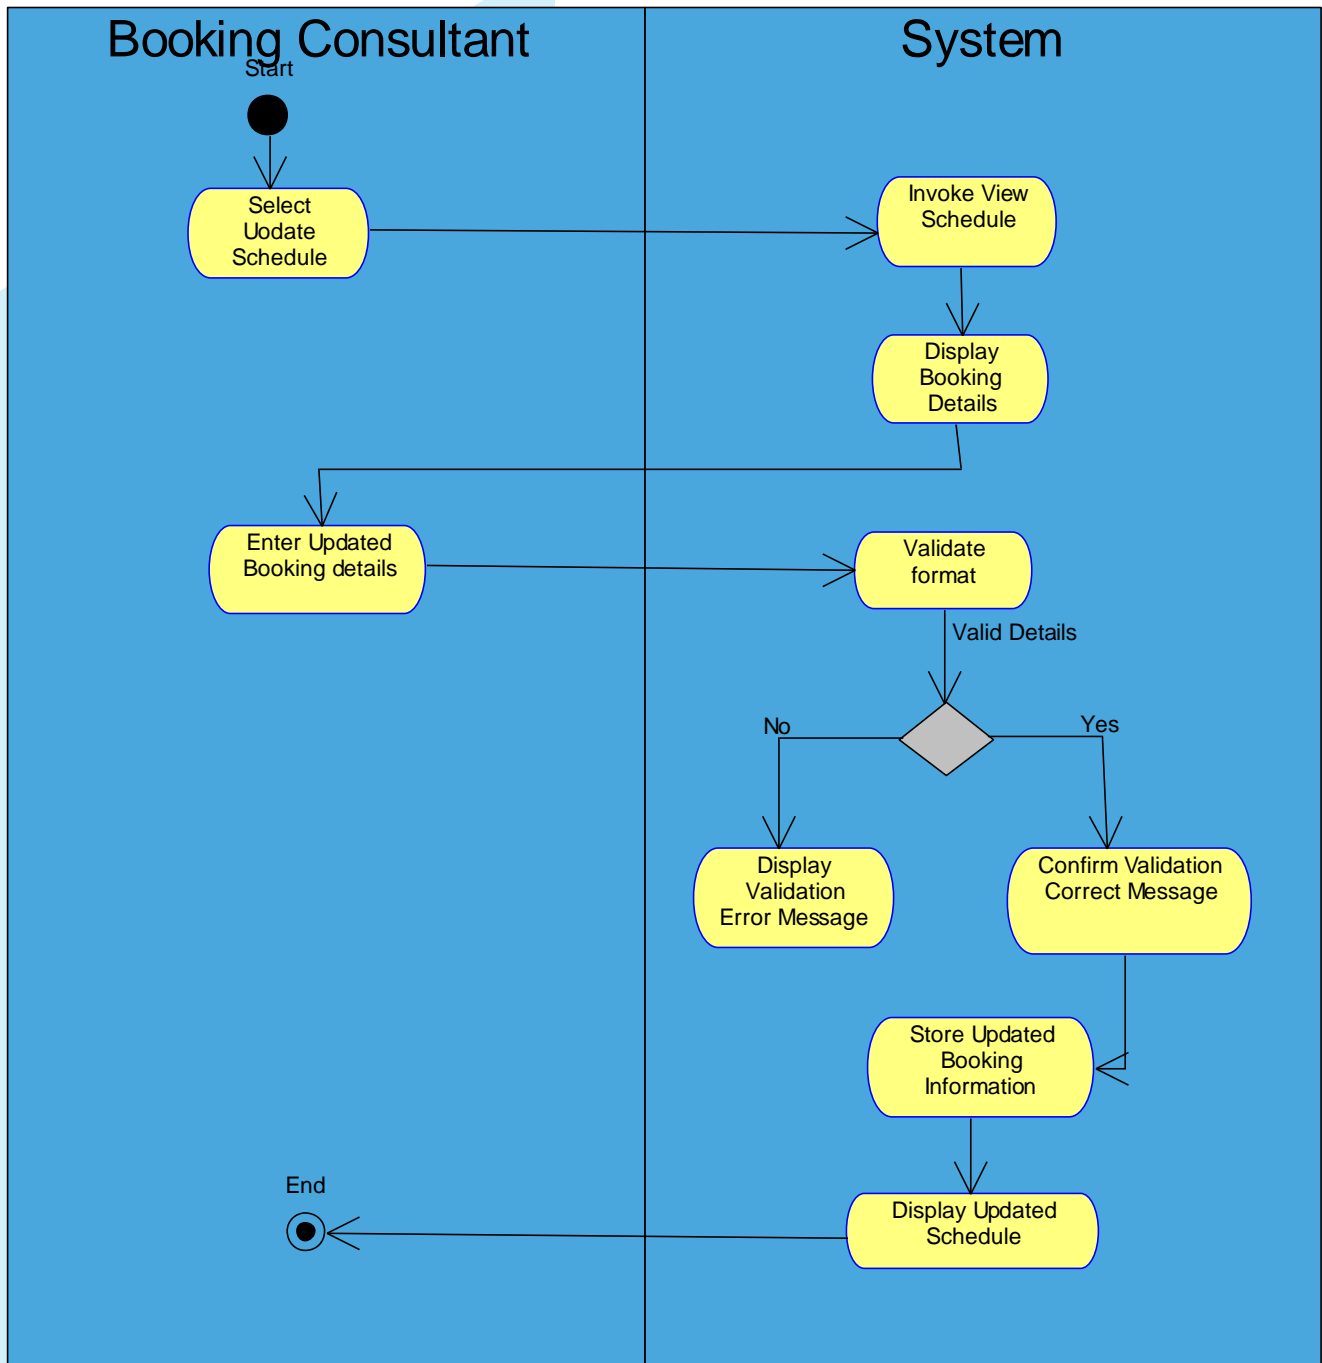 Booking Consultant
System
Start
Select
Uodate
Schedule
Invoke View
Schedule
Display
Booking
Details
Enter Updated
Booking details
Validate
format
Valid Details
No
Yes
Display
Validation
Error Message
Confirm Validation
Correct Message
Store Updated
Booking
Information
End
Display Updated
Schedule